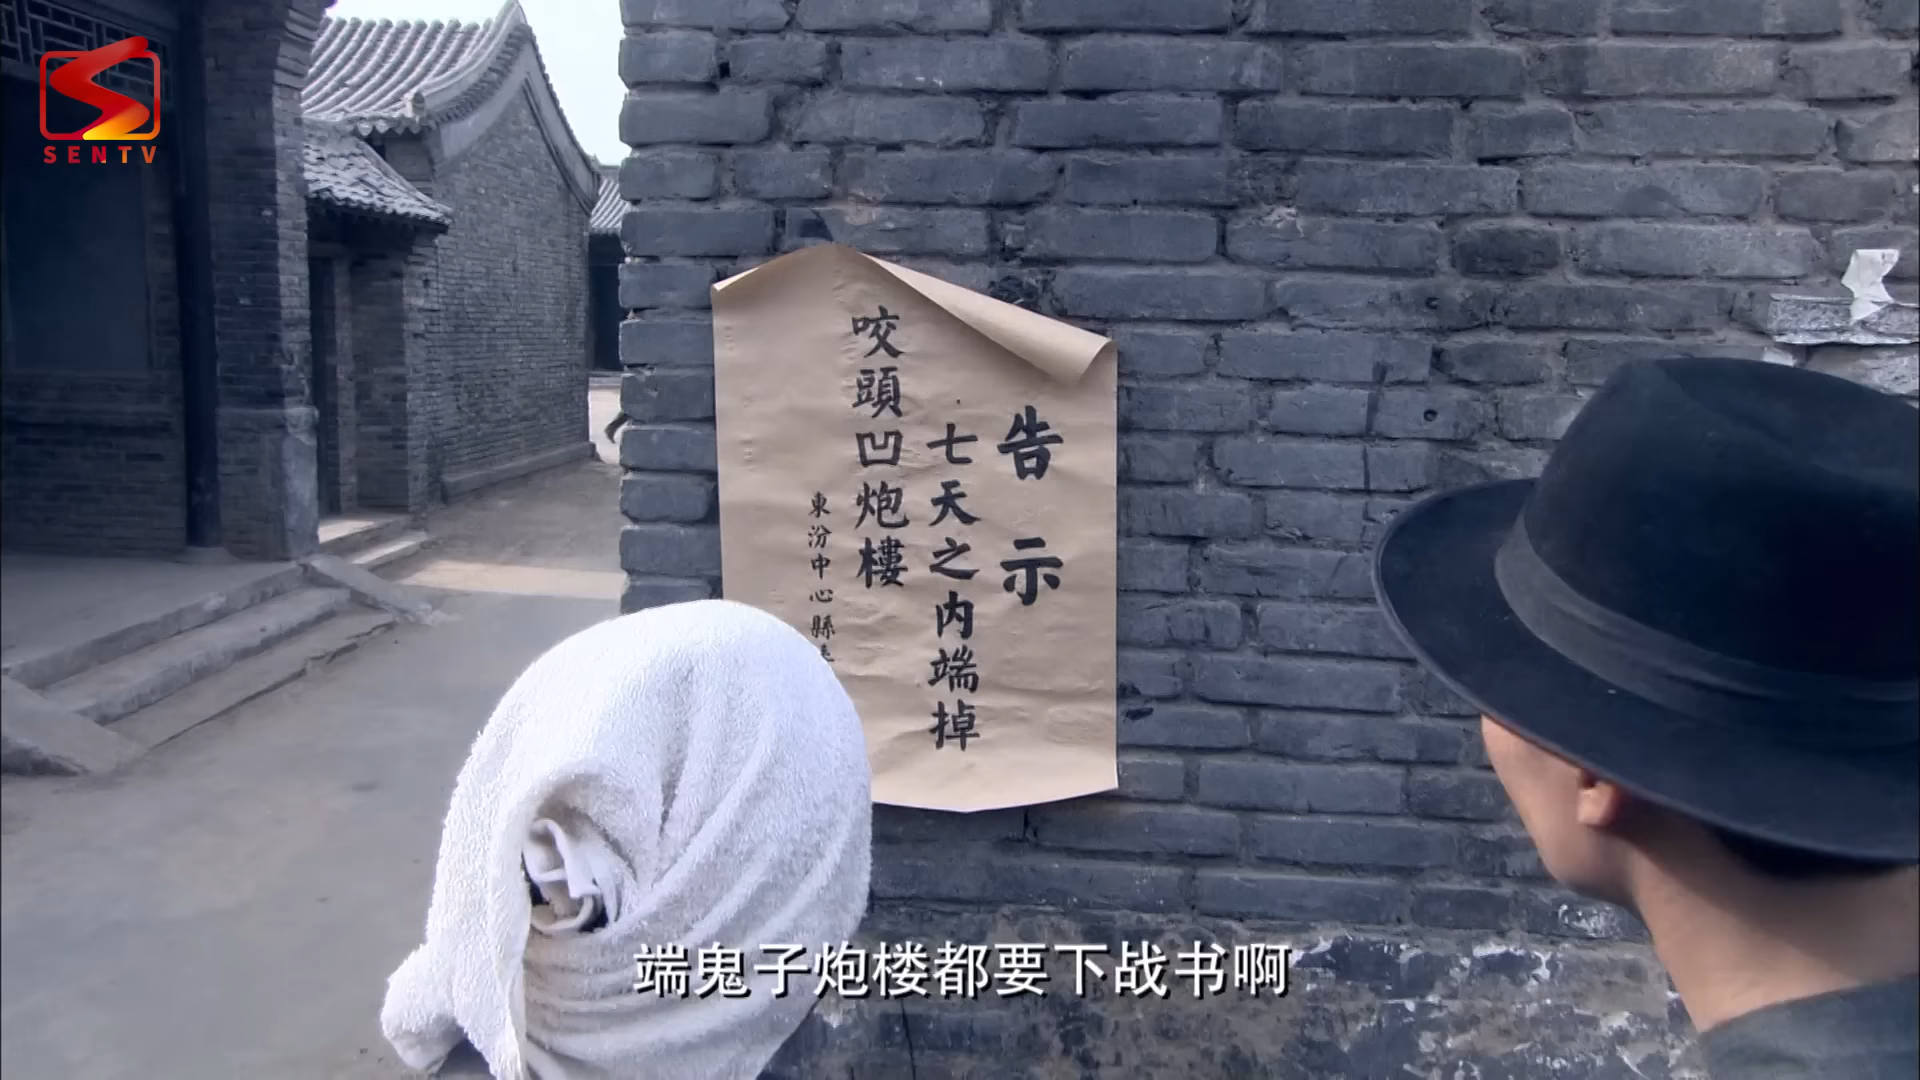 SENTV
告示
七天之内端掉
咬頭凹炮樓
東汾中心縣
端鬼子炮楼都要下战书啊